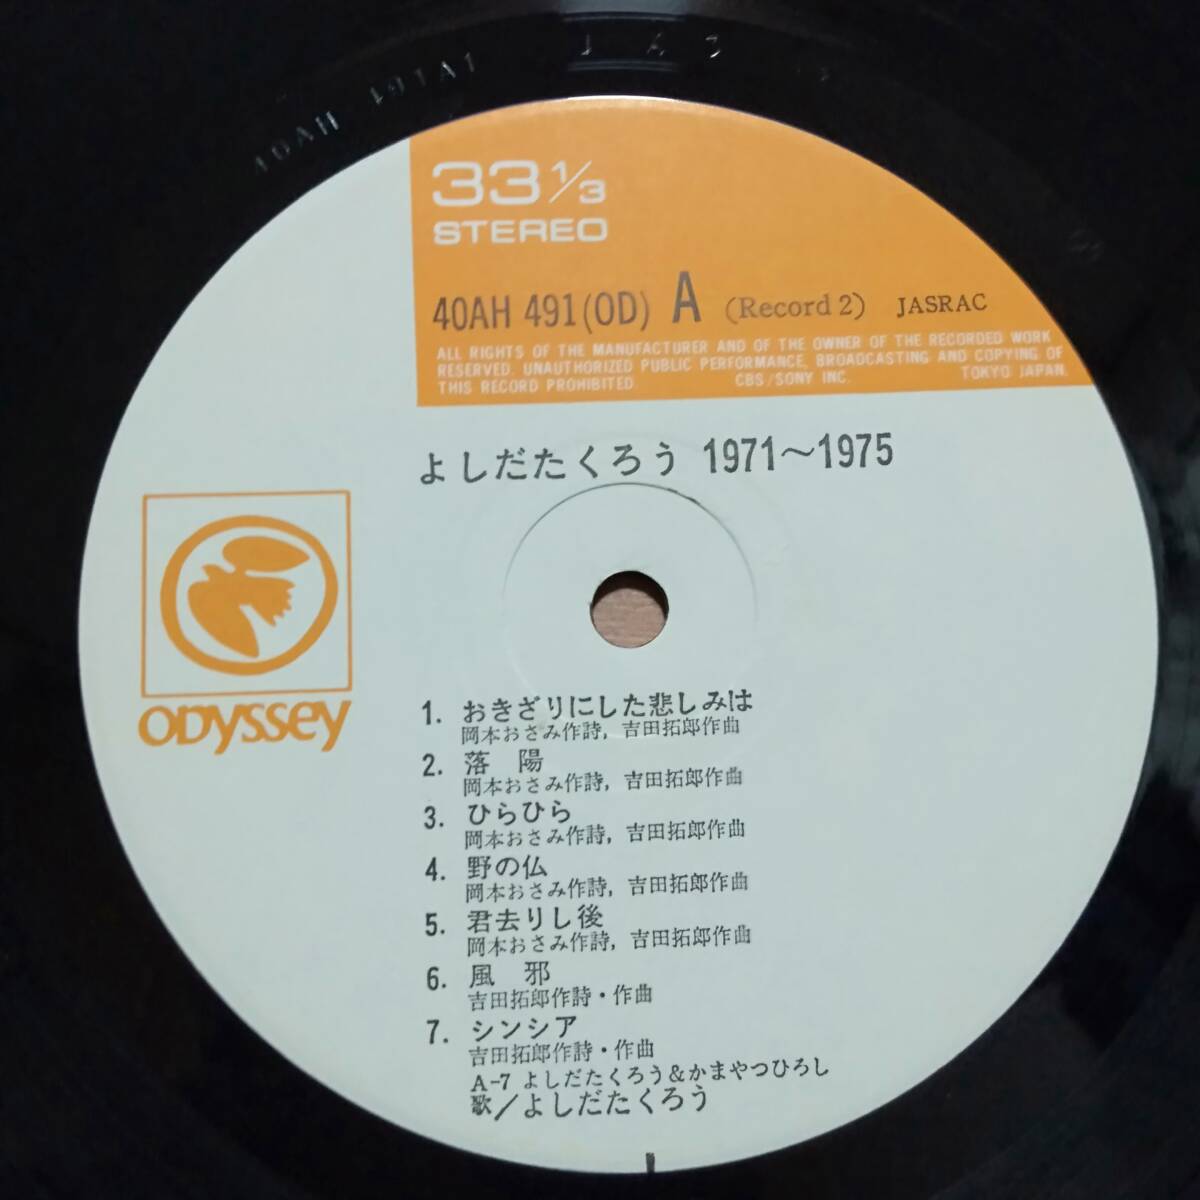 40AH 491A1 1 A 3
33 1/3
STEREO
40AH 491(OD) A (Record 2) JASRAC
ALL RIGHTS OF THE MANUFACTURER AND OF THE OWNER OF THE RECORDED WORK
RESERVED. UNAUTHORIZED PUBLIC PERFORMANCE, BROADCASTING AND COPYING OF
THIS RECORD PROHIBITED. CBS/SONY INC. TOKYO JAPAN.
よしだたくろう 1971〜1975
ODYSSEY
1. おきざりにした悲しみは
岡本おさみ作詩, 吉田拓郎作曲
2. 落 陽
岡本おさみ作詩, 吉田拓郎作曲
3. ひらひら
岡本おさみ作詩, 吉田拓郎作曲
4. 野の仏
岡本おさみ作詩, 吉田拓郎作曲
5. 君去りし後
岡本おさみ作詩, 吉田拓郎作曲
6. 風 邪
吉田拓郎作詩・作曲
7. シンシア
吉田拓郎作詩・作曲
A-7 よしだたくろう&かまやつひろし
歌/よしだたくろう